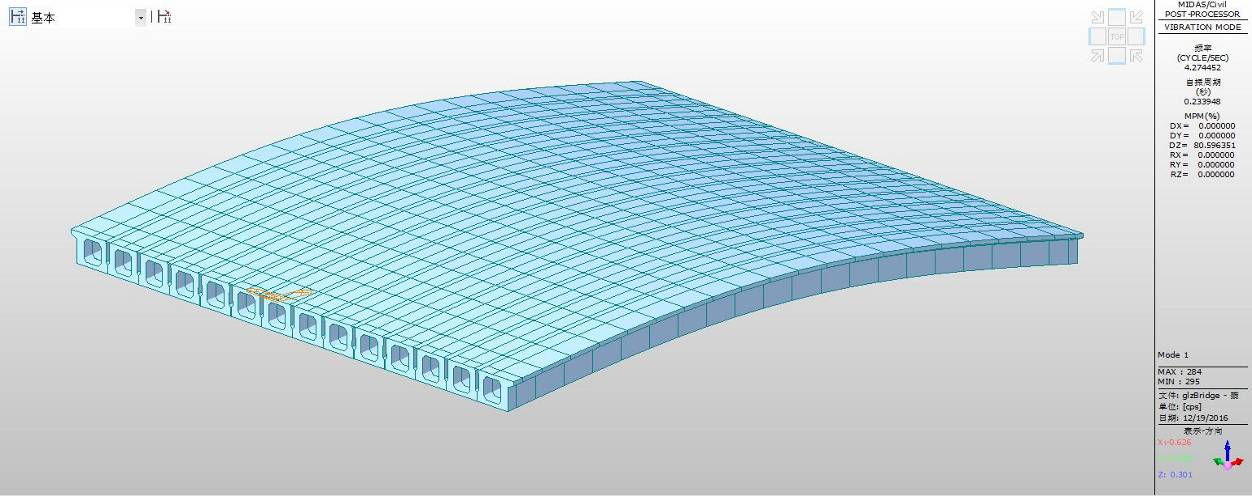 基本
TOP
MIDAS/Civil
POST-PROCESSOR
VIBRATION MODE
频率
(CYCLE/SEC)
4.274452
自振周期
(秒)
0.233948
MPM(%)
DX= 0.000000
DY= 0.000000
DZ= 80.596351
RX= 0.000000
RY= 0.000000
RZ= 0.000000
Mode 1
MAX : 284
MIN : 295
文件: glzBridge - 振
单位: [cps]
日期: 12/19/2016
表示-方向
X:-0.626
Z: 0.301